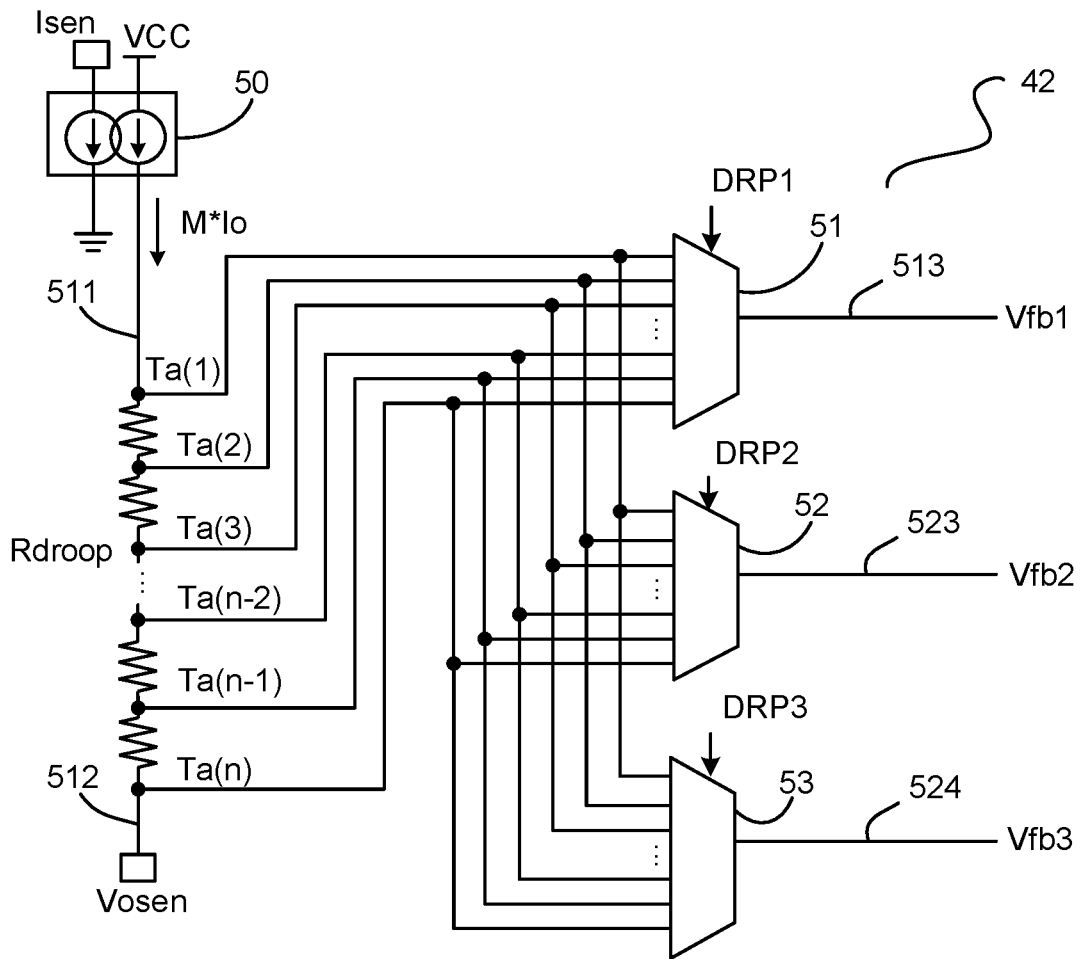 Isen
VCC
50
42
M*Io
DRP1
51
513
Vfb1
511
Ta(1)
Ta(2)
Ta(3)
Rdroop
Ta(n-2)
Ta(n-1)
Ta(n)
512
Vosen
DRP2
52
523
Vfb2
DRP3
53
524
Vfb3